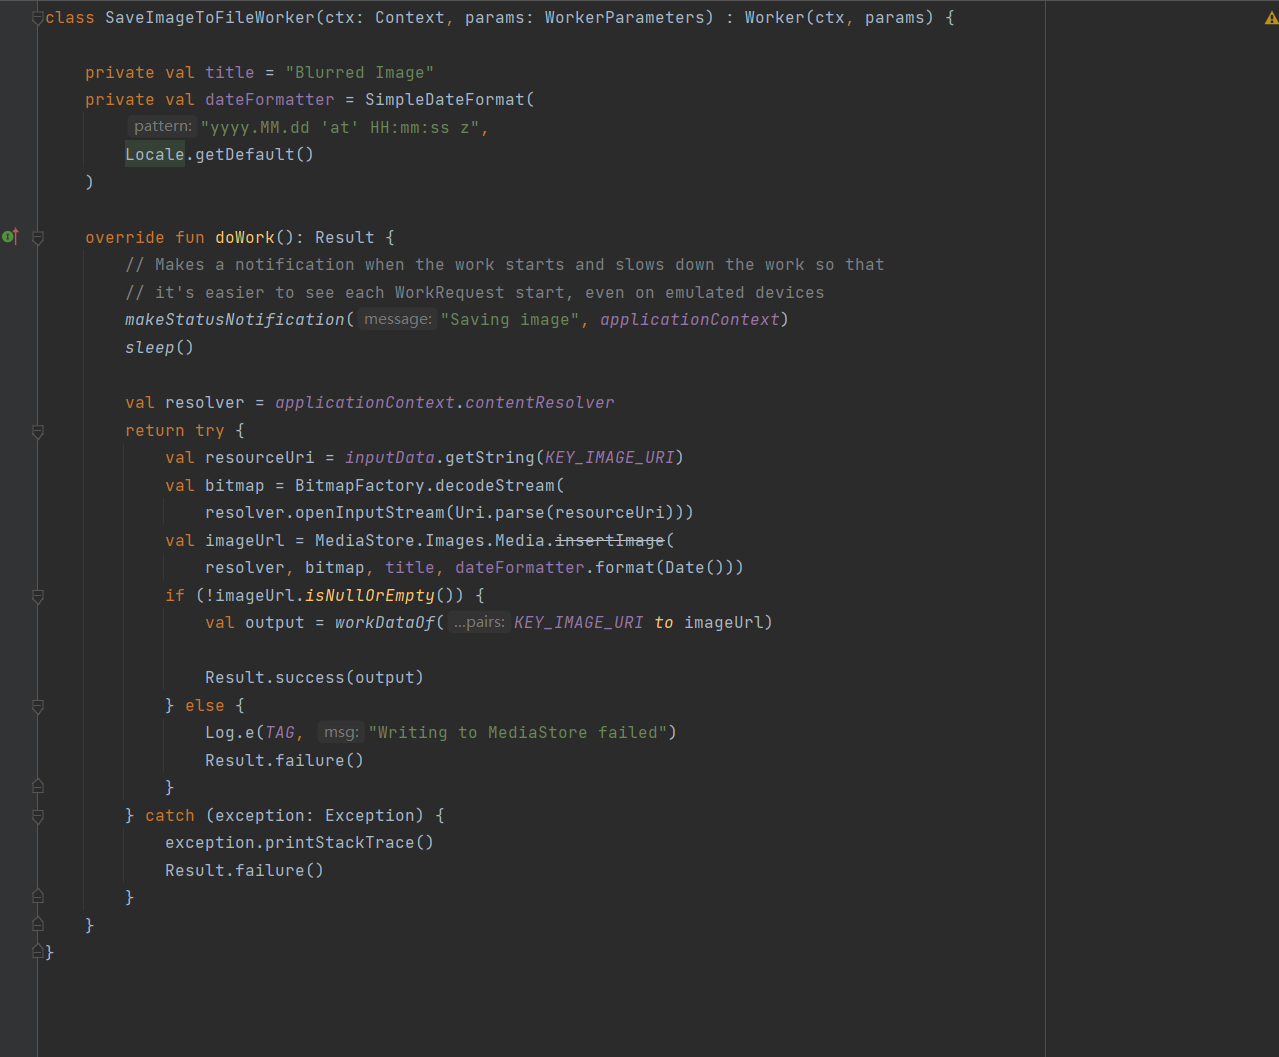 class SaveImageToFileWorker(ctx: Context, params: WorkerParameters) : Worker(ctx, params) {
private val title = "Blurred Image"
private val dateFormatter = SimpleDateFormat(
pattern: "yyyy.MM.dd 'at' HH:mm:ss z",
Locale.getDefault()
)
override fun doWork(): Result {
// Makes a notification when the work starts and slows down the work so that
// it's easier to see each WorkRequest start, even on emulated devices
makeStatusNotification( message: "Saving image", applicationContext)
sleep()
val resolver = applicationContext.contentResolver
return try {
val resourceUri = inputData.getString(KEY_IMAGE_URI)
val bitmap = BitmapFactory.decodeStream(
resolver.openInputStream(Uri.parse(resourceUri)))
val imageUrl = MediaStore.Images.Media.insertImage(
resolver, bitmap, title, dateFormatter.format(Date()))
if (!imageUrl.isNullOrEmpty()) {
val output = workDataOf( ...pairs: KEY_IMAGE_URI to imageUrl)
Result.success(output)
} else {
Log.e(TAG, msg: "Writing to MediaStore failed")
Result.failure()
}
} catch (exception: Exception) {
exception.printStackTrace()
Result.failure()
}
}
}